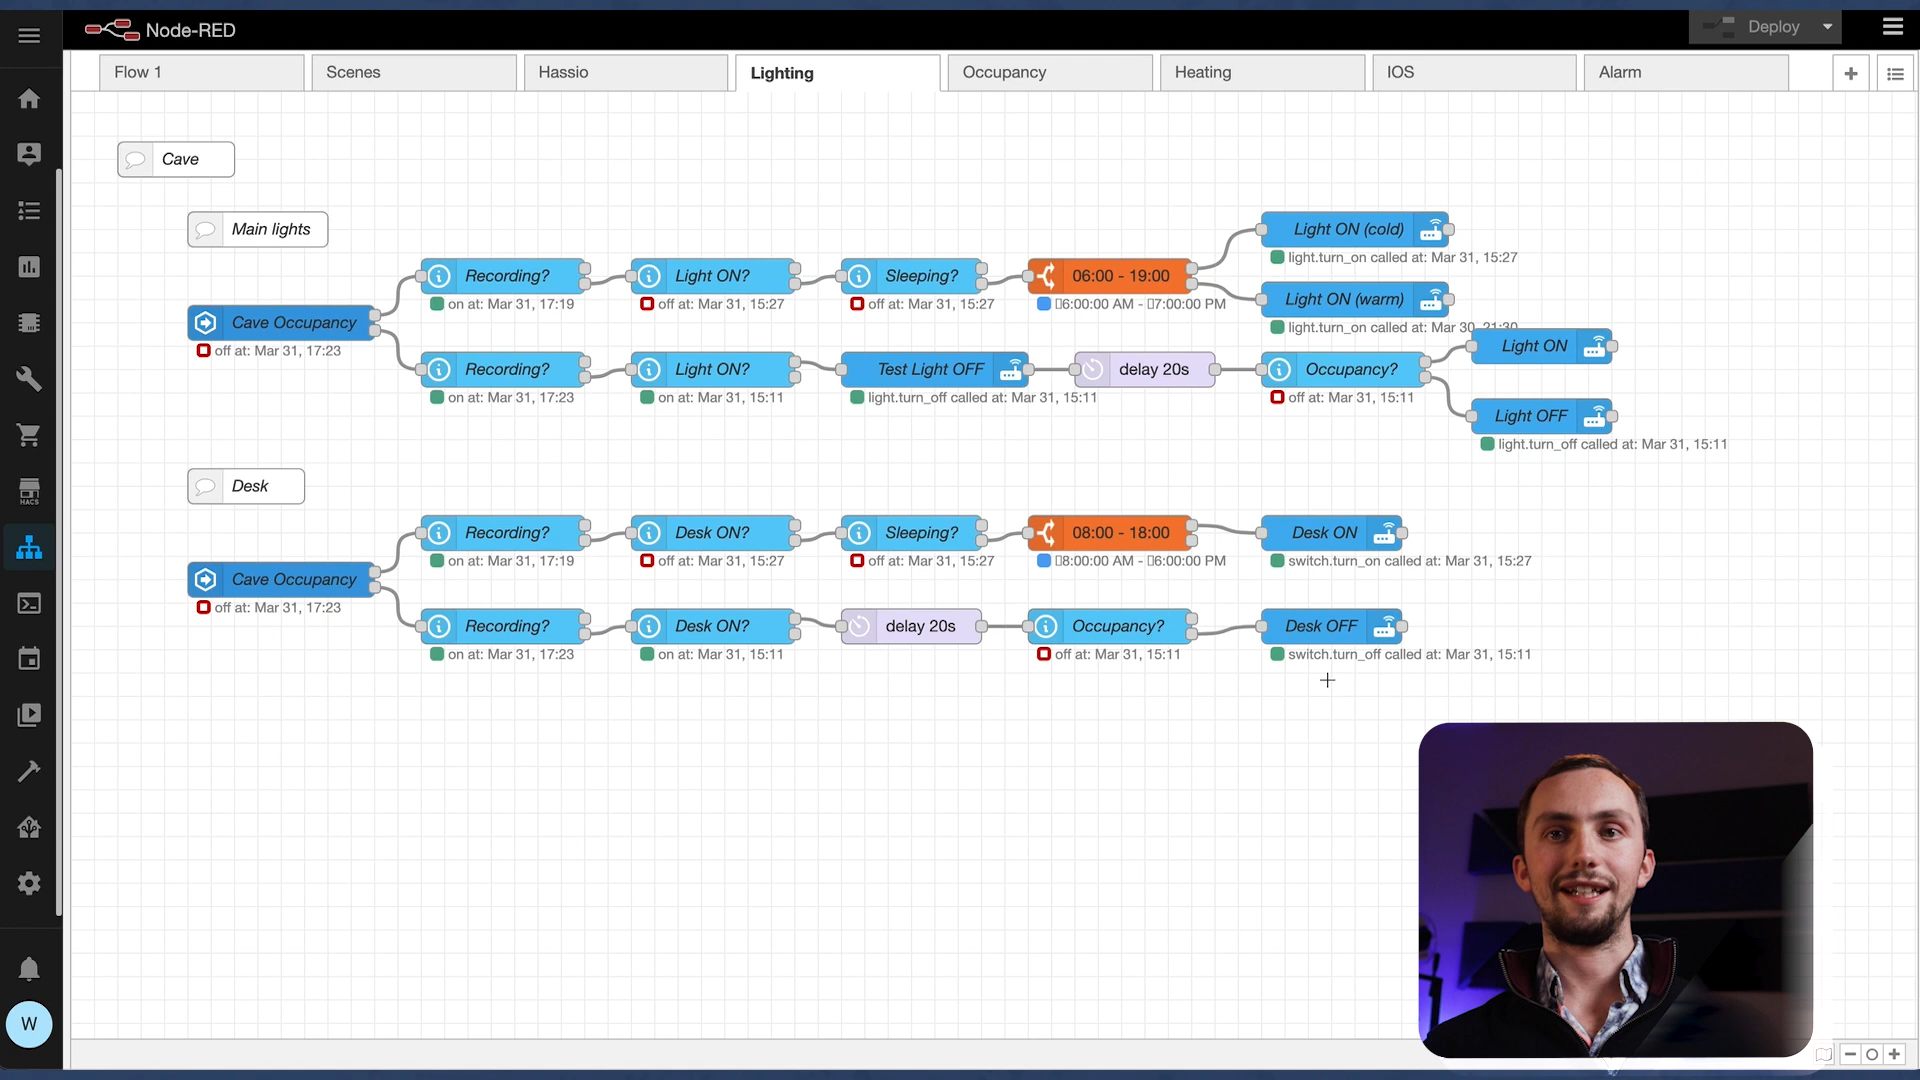 Node-RED
Deploy
Flow 1
Scenes
Hassio
Lighting
Occupancy
Heating
IOS
Alarm
Cave
Main lights
Light ON (cold)
light.turn_on called at: Mar 31, 15:27
Recording?
on at: Mar 31, 17:19
Light ON?
off at: Mar 31, 15:27
Sleeping?
off at: Mar 31, 15:27
06:00 - 19:00
6:00:00 AM - 7:00:00 PM
Light ON (warm)
light.turn_on called at: Mar 30, 21:30
Cave Occupancy
off at: Mar 31, 17:23
Recording?
on at: Mar 31, 17:23
Light ON?
on at: Mar 31, 15:11
Test Light OFF
light.turn_off called at: Mar 31, 15:11
delay 20s
Occupancy?
off at: Mar 31, 15:11
Light ON
Light OFF
light.turn_off called at: Mar 31, 15:11
Desk
Recording?
on at: Mar 31, 17:19
Desk ON?
off at: Mar 31, 15:27
Sleeping?
off at: Mar 31, 15:27
08:00 - 18:00
8:00:00 AM - 6:00:00 PM
Desk ON
switch.turn_on called at: Mar 31, 15:27
Cave Occupancy
off at: Mar 31, 17:23
Recording?
on at: Mar 31, 17:23
Desk ON?
on at: Mar 31, 15:11
delay 20s
Occupancy?
off at: Mar 31, 15:11
Desk OFF
switch.turn_off called at: Mar 31, 15:11
HACS
W